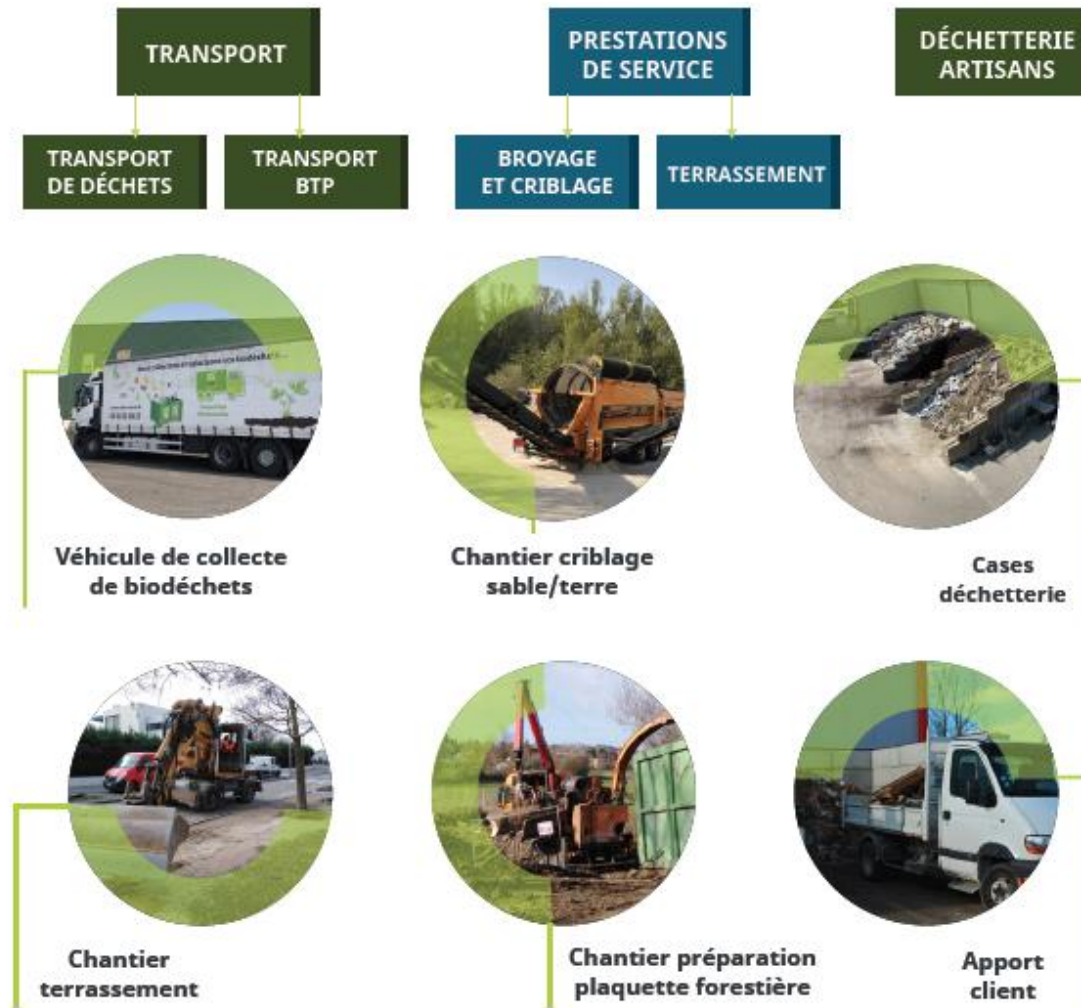 TRANSPORT
PRESTATIONS
DE SERVICE
DÉCHETTERIE
ARTISANS
TRANSPORT
DE DÉCHETS
TRANSPORT
BTP
BROYAGE
ET CRIBLAGE
TERRASSEMENT
Véhicule de collecte
de biodéchets
Chantier criblage
sable/terre
Cases
déchetterie
Chantier
terrassement
Chantier préparation
plaquette forestière
Apport
client